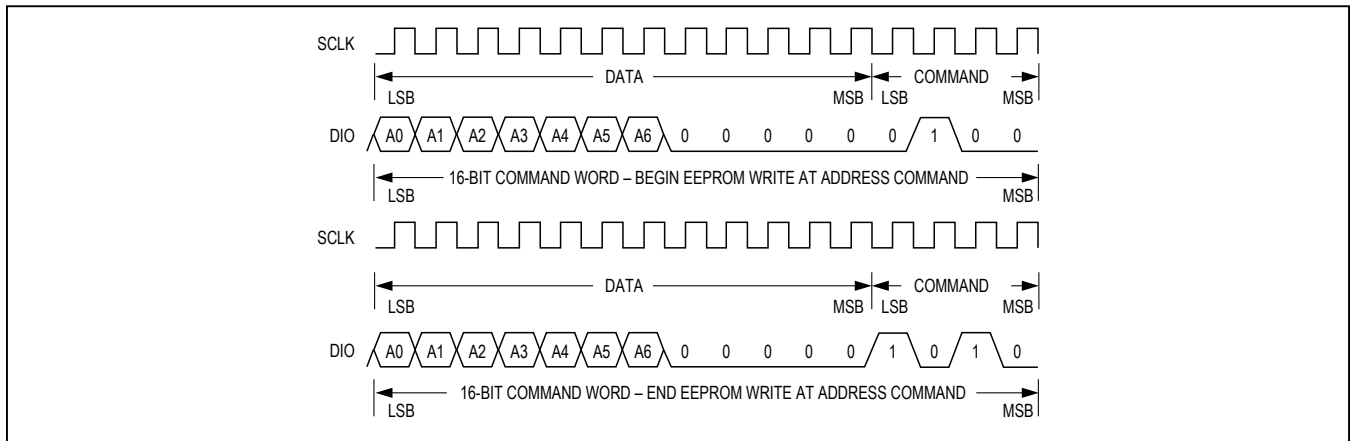 SCLK
DATA COMMAND
LSB MSB LSB MSB
DIO A0 A1 A2 A3 A4 A5 A6 0 0 0 0 0 0 1 0 0
16-BIT COMMAND WORD – BEGIN EEPROM WRITE AT ADDRESS COMMAND
LSB MSB
SCLK
DATA COMMAND
LSB MSB LSB MSB
DIO A0 A1 A2 A3 A4 A5 A6 0 0 0 0 0 1 0 1 0
16-BIT COMMAND WORD – END EEPROM WRITE AT ADDRESS COMMAND
LSB MSB